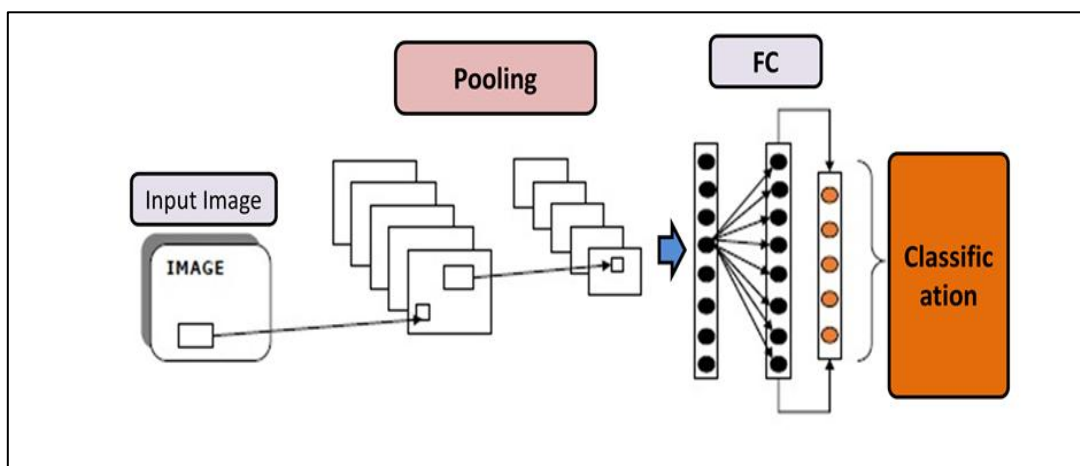 Pooling
FC
Input Image
IMAGE
Classific
ation